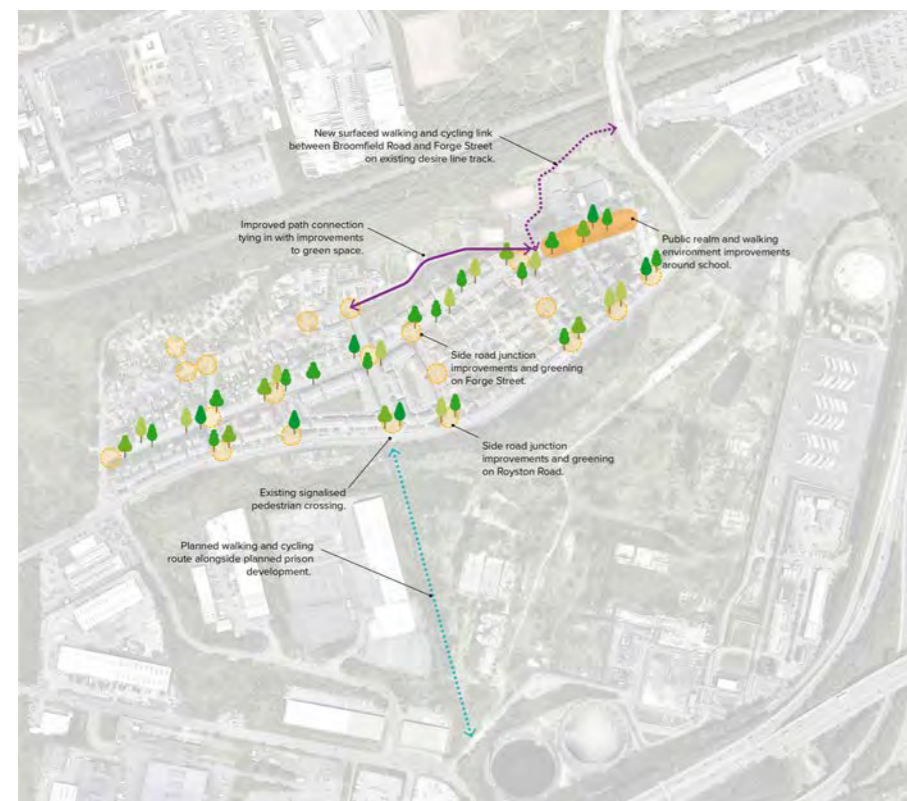 New surfaced walking and cycling link
between Broomfield Road and Forge Street
on existing desire line track.
Improved path connection
tying in with improvements
to green space.
Public realm and walking
environment improvements
around school.
Side road junction
improvements and greening
on Forge Street.
Side road junction
improvements and greening
on Royston Road.
Existing signalised
pedestrian crossing.
Planned walking and cycling
route alongside planned prison
development.